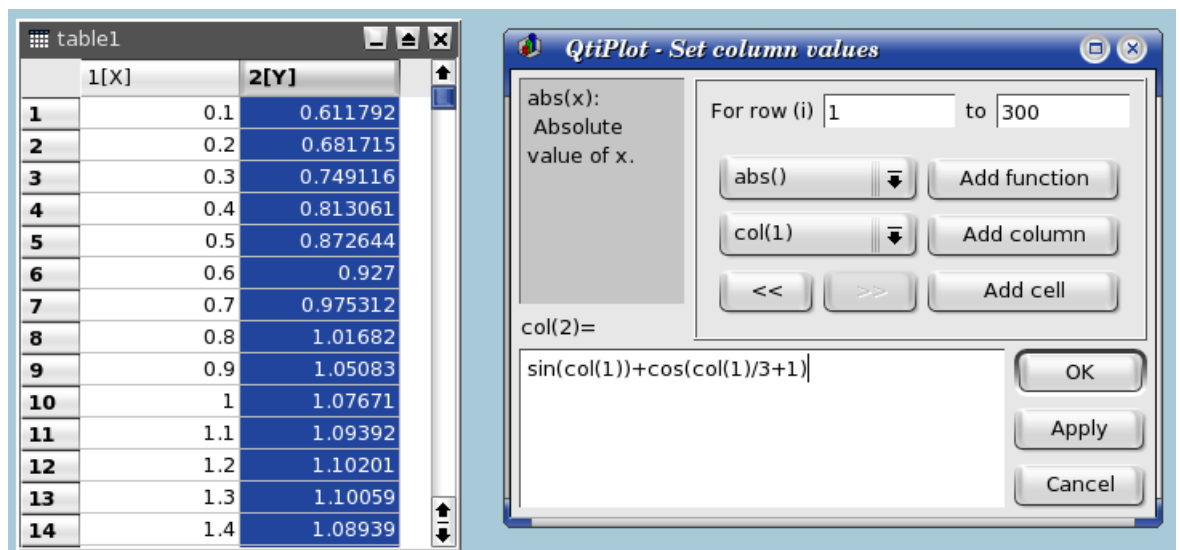 table1
1[X] 2[Y]
1 0.1 0.611792
2 0.2 0.681715
3 0.3 0.749116
4 0.4 0.813061
5 0.5 0.872644
6 0.6 0.927
7 0.7 0.975312
8 0.8 1.01682
9 0.9 1.05083
10 1 1.07671
11 1.1 1.09392
12 1.2 1.10201
13 1.3 1.10059
14 1.4 1.08939
QtiPlot - Set column values
abs(x):
Absolute
value of x.
For row (i) 1 to 300
abs() Add function
col(1) Add column
<< >> Add cell
col(2)=
sin(col(1))+cos(col(1)/3+1)
OK
Apply
Cancel